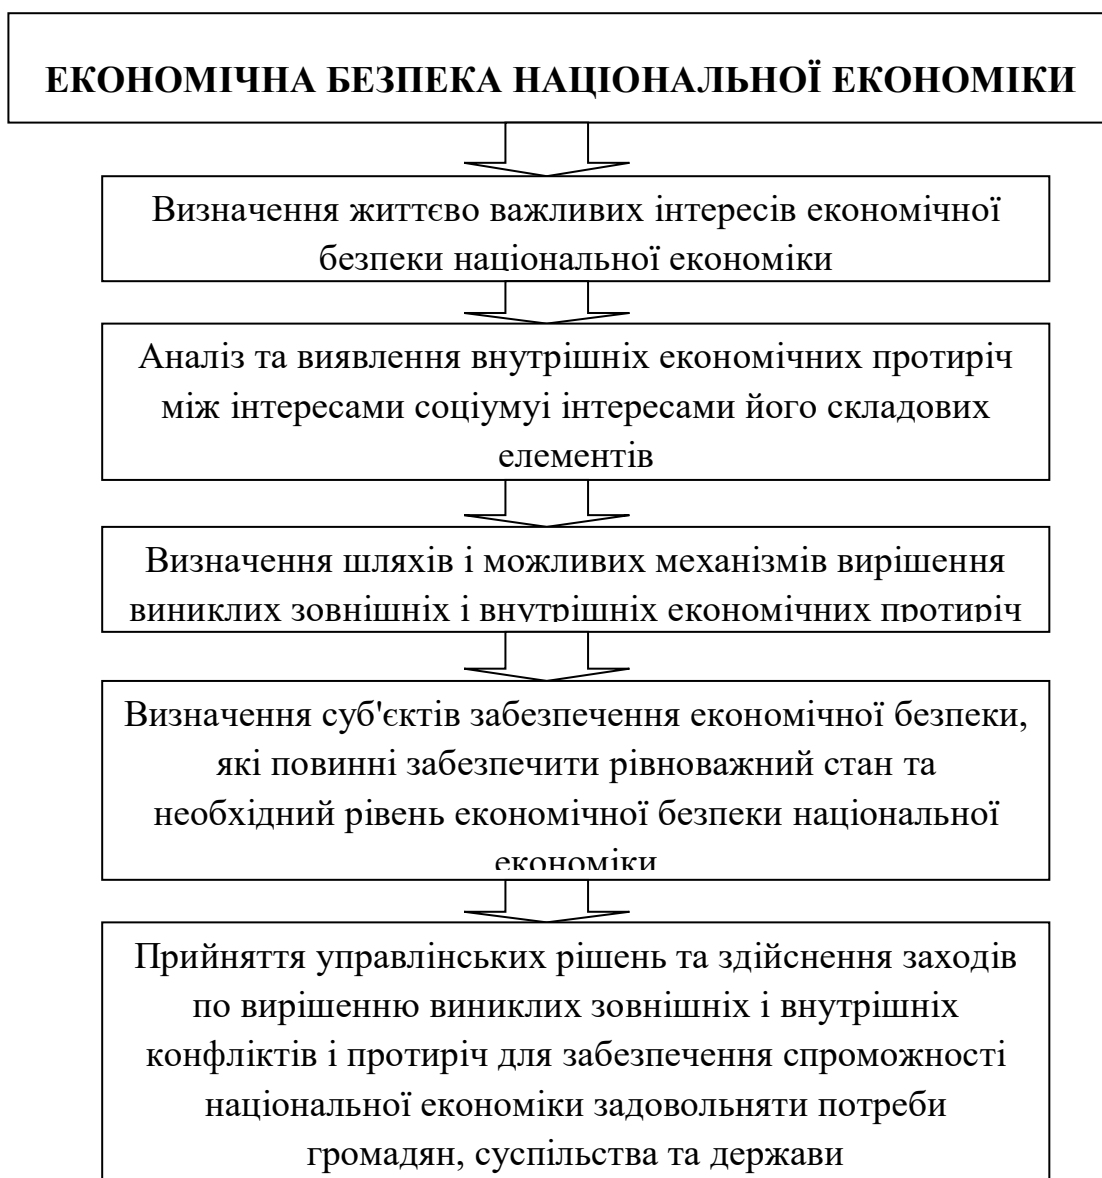 ЕКОНОМІЧНА БЕЗПЕКА НАЦІОНАЛЬНОЇ ЕКОНОМІКИ
Визначення життєво важливих інтересів економічної
безпеки національної економіки
Аналіз та виявлення внутрішніх економічних протиріч
між інтересами соціумуі інтересами його складових
елементів
Визначення шляхів і можливих механізмів вирішення
виниклих зовнішніх і внутрішніх економічних протиріч
Визначення суб'єктів забезпечення економічної безпеки,
які повинні забезпечити рівноважний стан та
необхідний рівень економічної безпеки національної
економіки
Прийняття управлінських рішень та здійснення заходів
по вирішенню виниклих зовнішніх і внутрішніх
конфліктів і протиріч для забезпечення спроможності
національної економіки задовольняти потреби
громадян, суспільства та держави